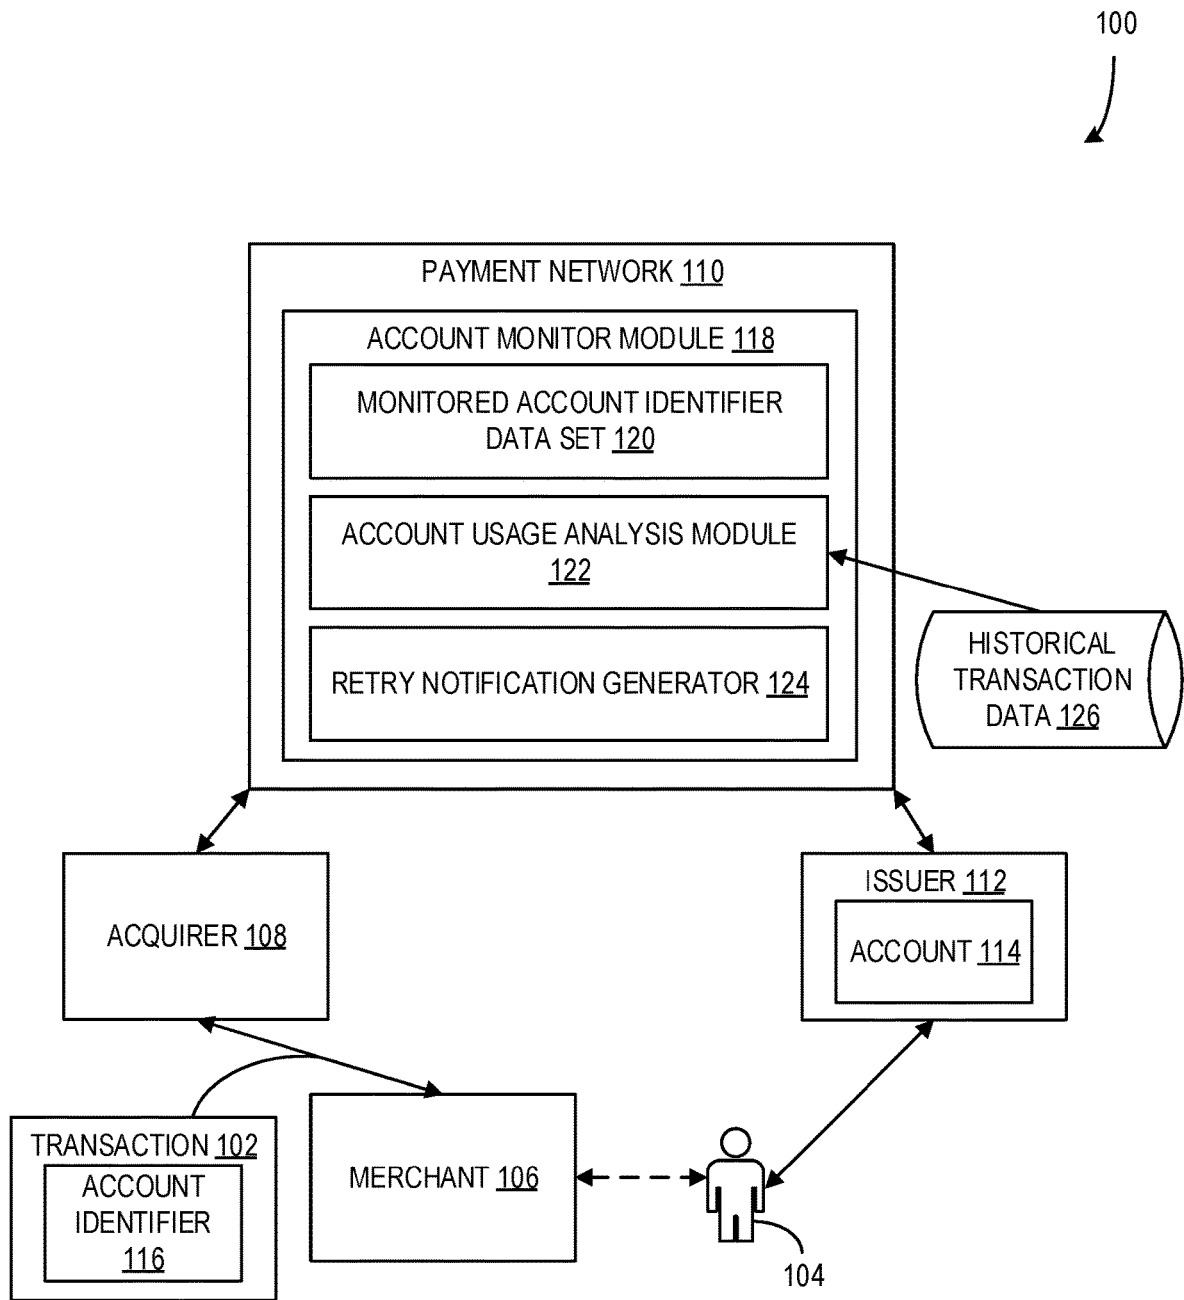 100
PAYMENT NETWORK 110
ACCOUNT MONITOR MODULE 118
MONITORED ACCOUNT IDENTIFIER
DATA SET 120
ACCOUNT USAGE ANALYSIS MODULE
122
RETRY NOTIFICATION GENERATOR 124
HISTORICAL
TRANSACTION
DATA 126
ACQUIRER 108
ISSUER 112
ACCOUNT 114
TRANSACTION 102
ACCOUNT
IDENTIFIER
116
MERCHANT 106
104